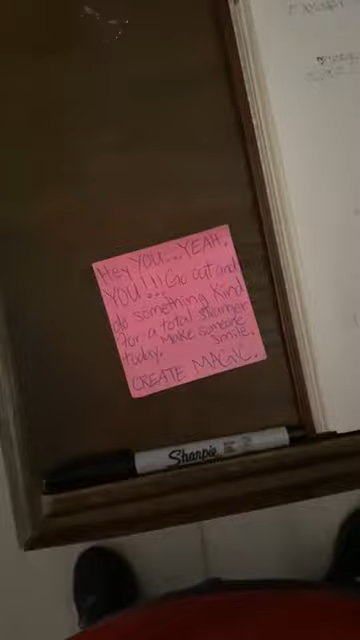 Hey YOU... YEAH,
YOU!!! Go out and
do something kind
for a total stranger
today. Make someone
smile.
CREATE MAGIC.
Sharpie